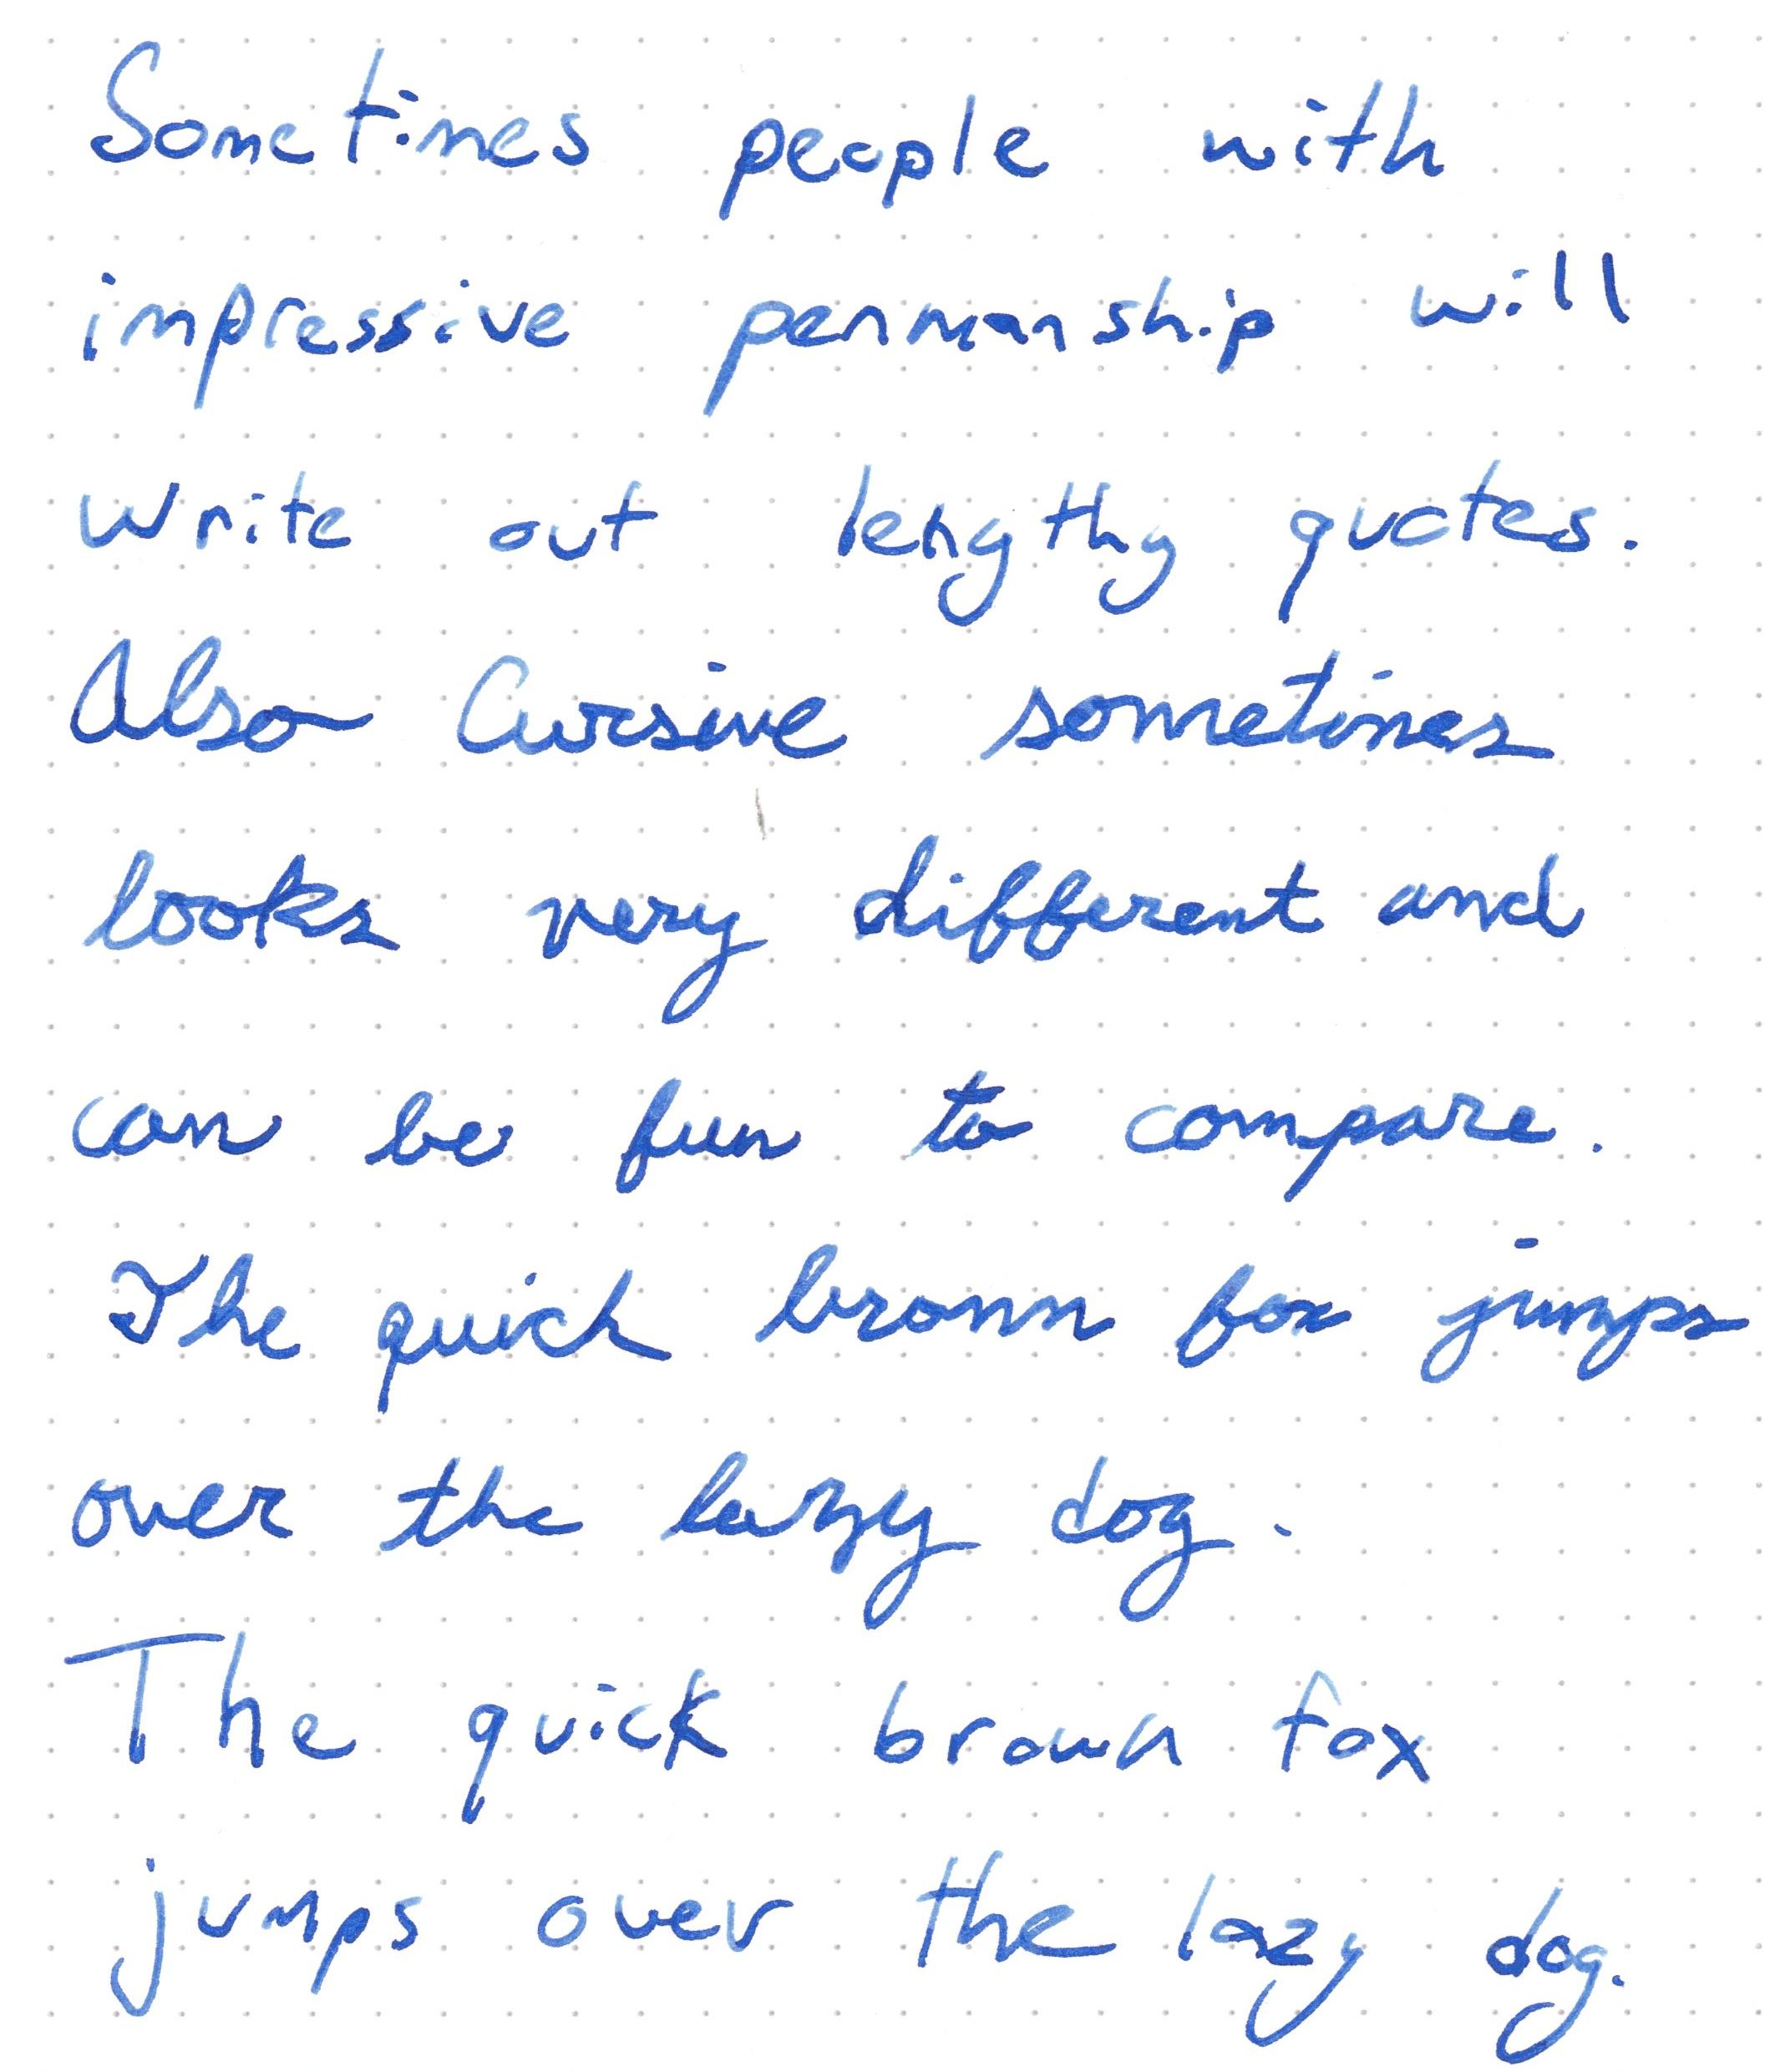 Sometimes people with
impressive penmanship will
write out lengthy quotes.
Also Cursive sometimes
looks very different and
can be fun to compare.
The quick brown fox jumps
over the lazy dog.
The quick brown fox
jumps over the lazy dog.